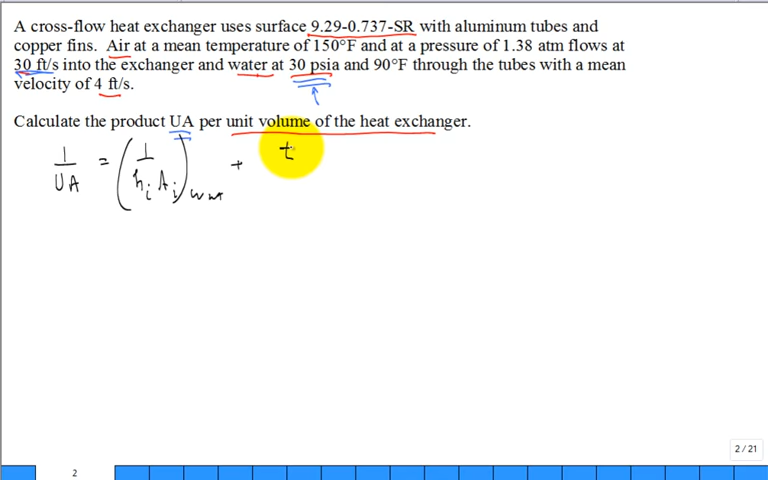 A cross-flow heat exchanger uses surface 9.29-0.737-SR with aluminum tubes and
copper fins. Air at a mean temperature of 150°F and at a pressure of 1.38 atm flows at
30 ft/s into the exchanger and water at 30 psia and 90°F through the tubes with a mean
velocity of 4 ft/s.
Calculate the product UA per unit volume of the heat exchanger.
1/UA = (1/h_i A_i) + t
2 / 21
2